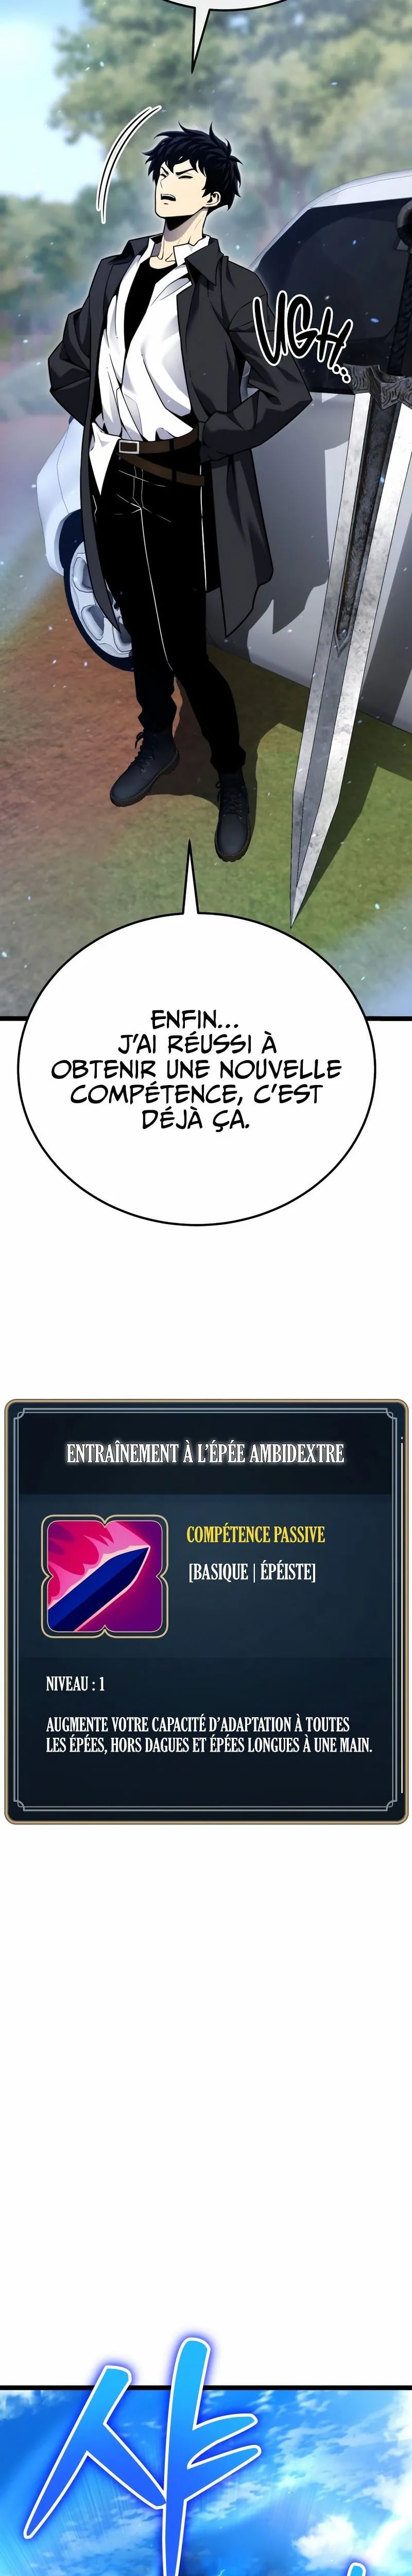 UGH...
ENFIN...
J'AI RÉUSSI À
OBTENIR UNE NOUVELLE
COMPÉTENCE, C'EST
DÉJÀ ÇA.
ENTRAÎNEMENT À L'ÉPÉE AMBIDEXTRE
COMPÉTENCE PASSIVE
[BASIQUE | ÉPÉISTE]
NIVEAU : 1
AUGMENTE VOTRE CAPACITÉ D'ADAPTATION À TOUTES
LES ÉPÉES, HORS DAGUES ET ÉPÉES LONGUES À UNE MAIN.
샤